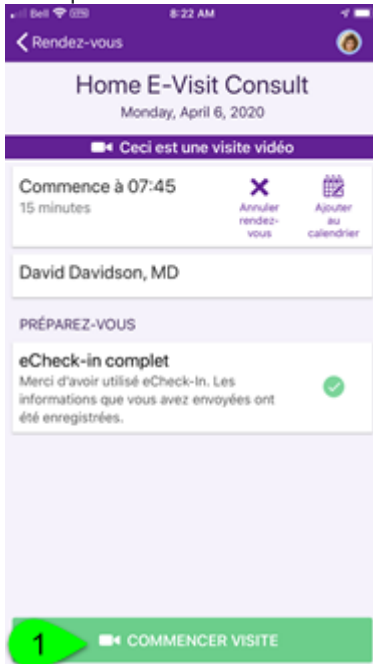 Bell VPN 8:22 AM
Rendez-vous
Home E-Visit Consult
Monday, April 6, 2020
Ceci est une visite vidéo
Commence à 07:45
15 minutes
Annuler
rendez-
vous
Ajouter
au
calendrier
David Davidson, MD
PRÉPAREZ-VOUS
eCheck-in complet
Merci d'avoir utilisé eCheck-In. Les
informations que vous avez envoyées ont
été enregistrées.
1
COMMENCER VISITE